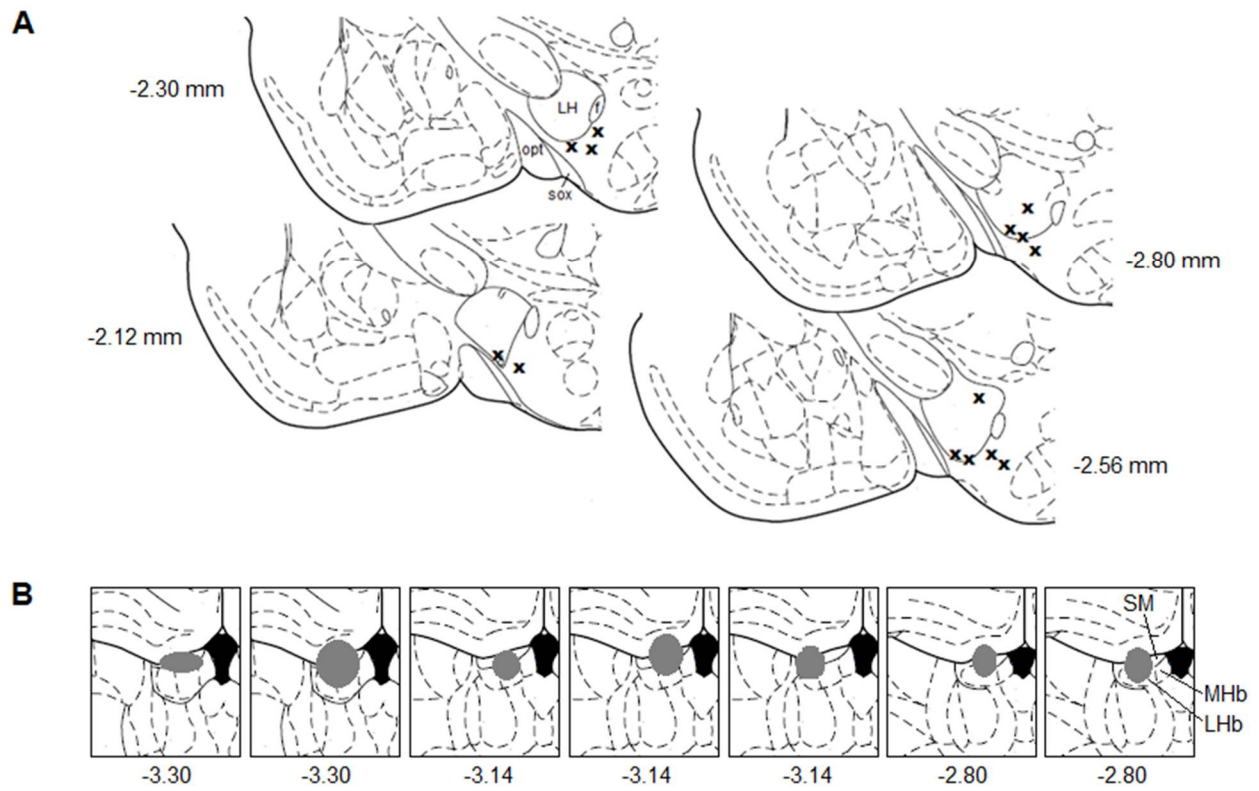 A
-2.30 mm
LH
f
x
x x
opt
sox
x
x
x
x
-2.80 mm
-2.12 mm
x
x
x
x x x x
-2.56 mm
B
SM
MHb
LHb
-3.30 -3.30 -3.14 -3.14 -3.14 -2.80 -2.80